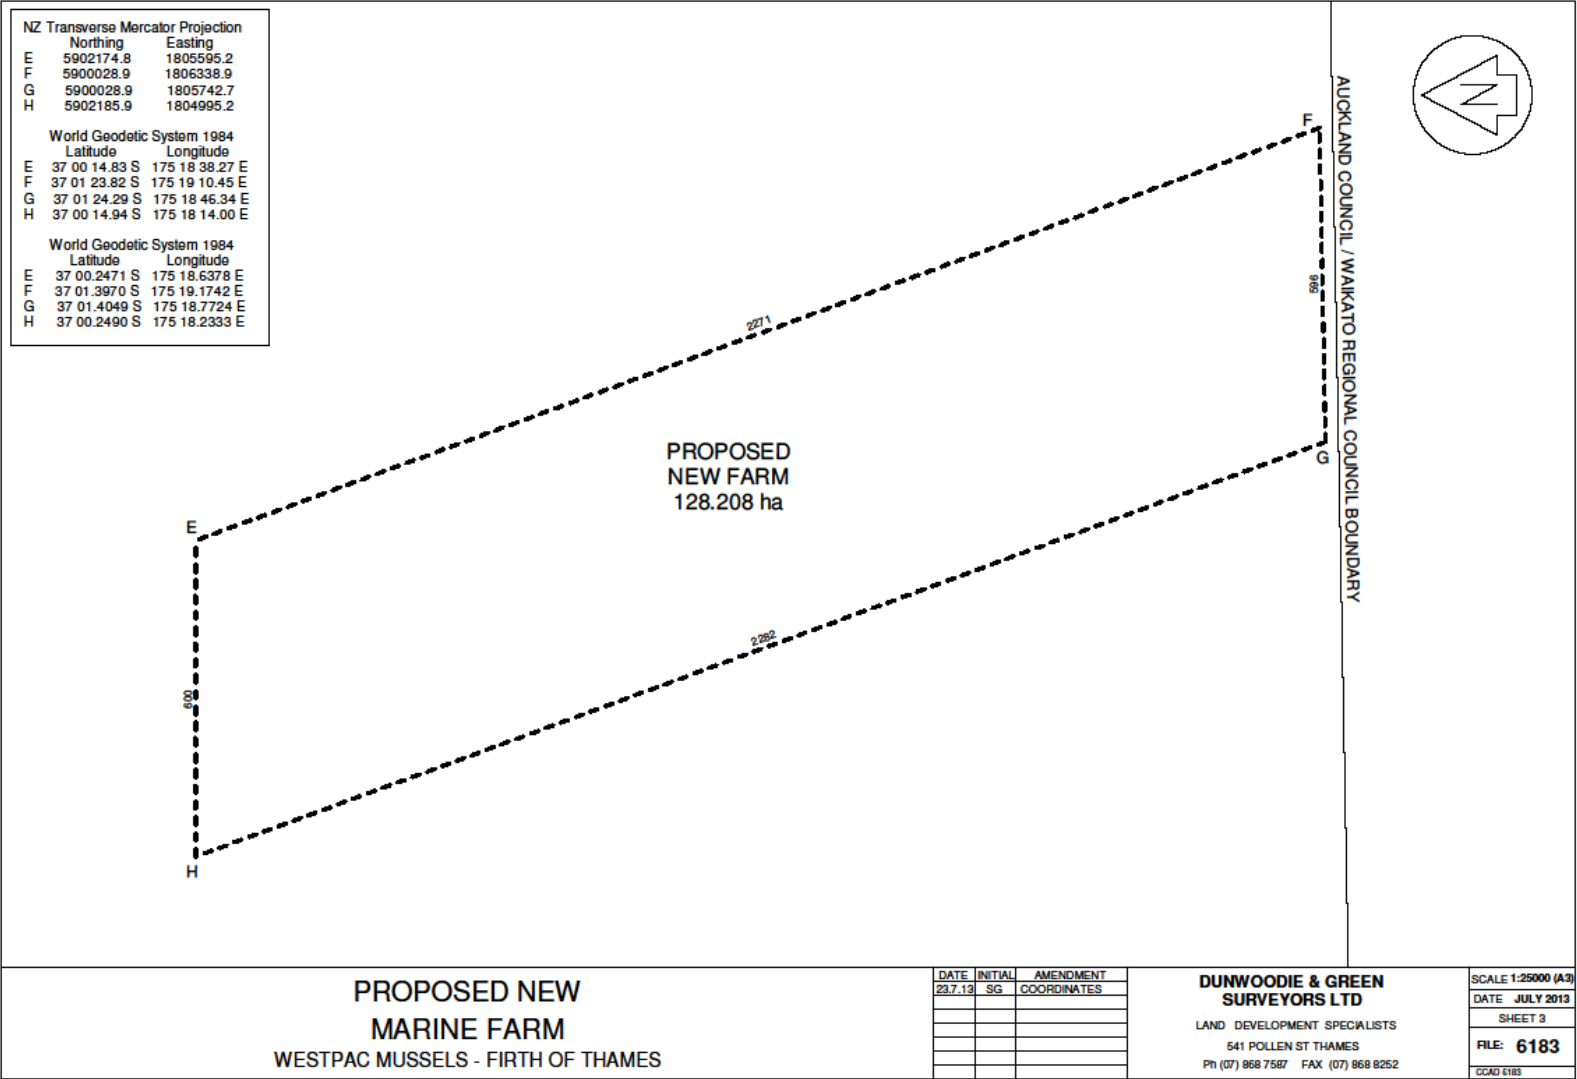 NZ Transverse Mercator Projection
Northing Easting
E 5902174.8 1805595.2
F 5900028.9 1806338.9
G 5900028.9 1805742.7
H 5902185.9 1804995.2
World Geodetic System 1984
Latitude Longitude
E 37 00 14.83 S 175 18 38.27 E
F 37 01 23.82 S 175 19 10.45 E
G 37 01 24.29 S 175 18 46.34 E
H 37 00 14.94 S 175 18 14.00 E
World Geodetic System 1984
Latitude Longitude
E 37 00.2471 S 175 18.6378 E
F 37 01.3970 S 175 19.1742 E
G 37 01.4049 S 175 18.7724 E
H 37 00.2490 S 175 18.2333 E
N
F
AUCKLAND COUNCIL / WAIKATO REGIONAL COUNCIL BOUNDARY
596
2271
PROPOSED
NEW FARM
128.208 ha
G
E
2282
600
H
PROPOSED NEW
MARINE FARM
WESTPAC MUSSELS - FIRTH OF THAMES
DATE INITIAL AMENDMENT
23.7.13 SG COORDINATES
DUNWOODIE & GREEN
SURVEYORS LTD
LAND DEVELOPMENT SPECIALISTS
541 POLLEN ST THAMES
Ph (07) 868 7587 FAX (07) 868 8252
SCALE 1:25000 (A3)
DATE JULY 2013
SHEET 3
FILE: 6183
CCAD 6183